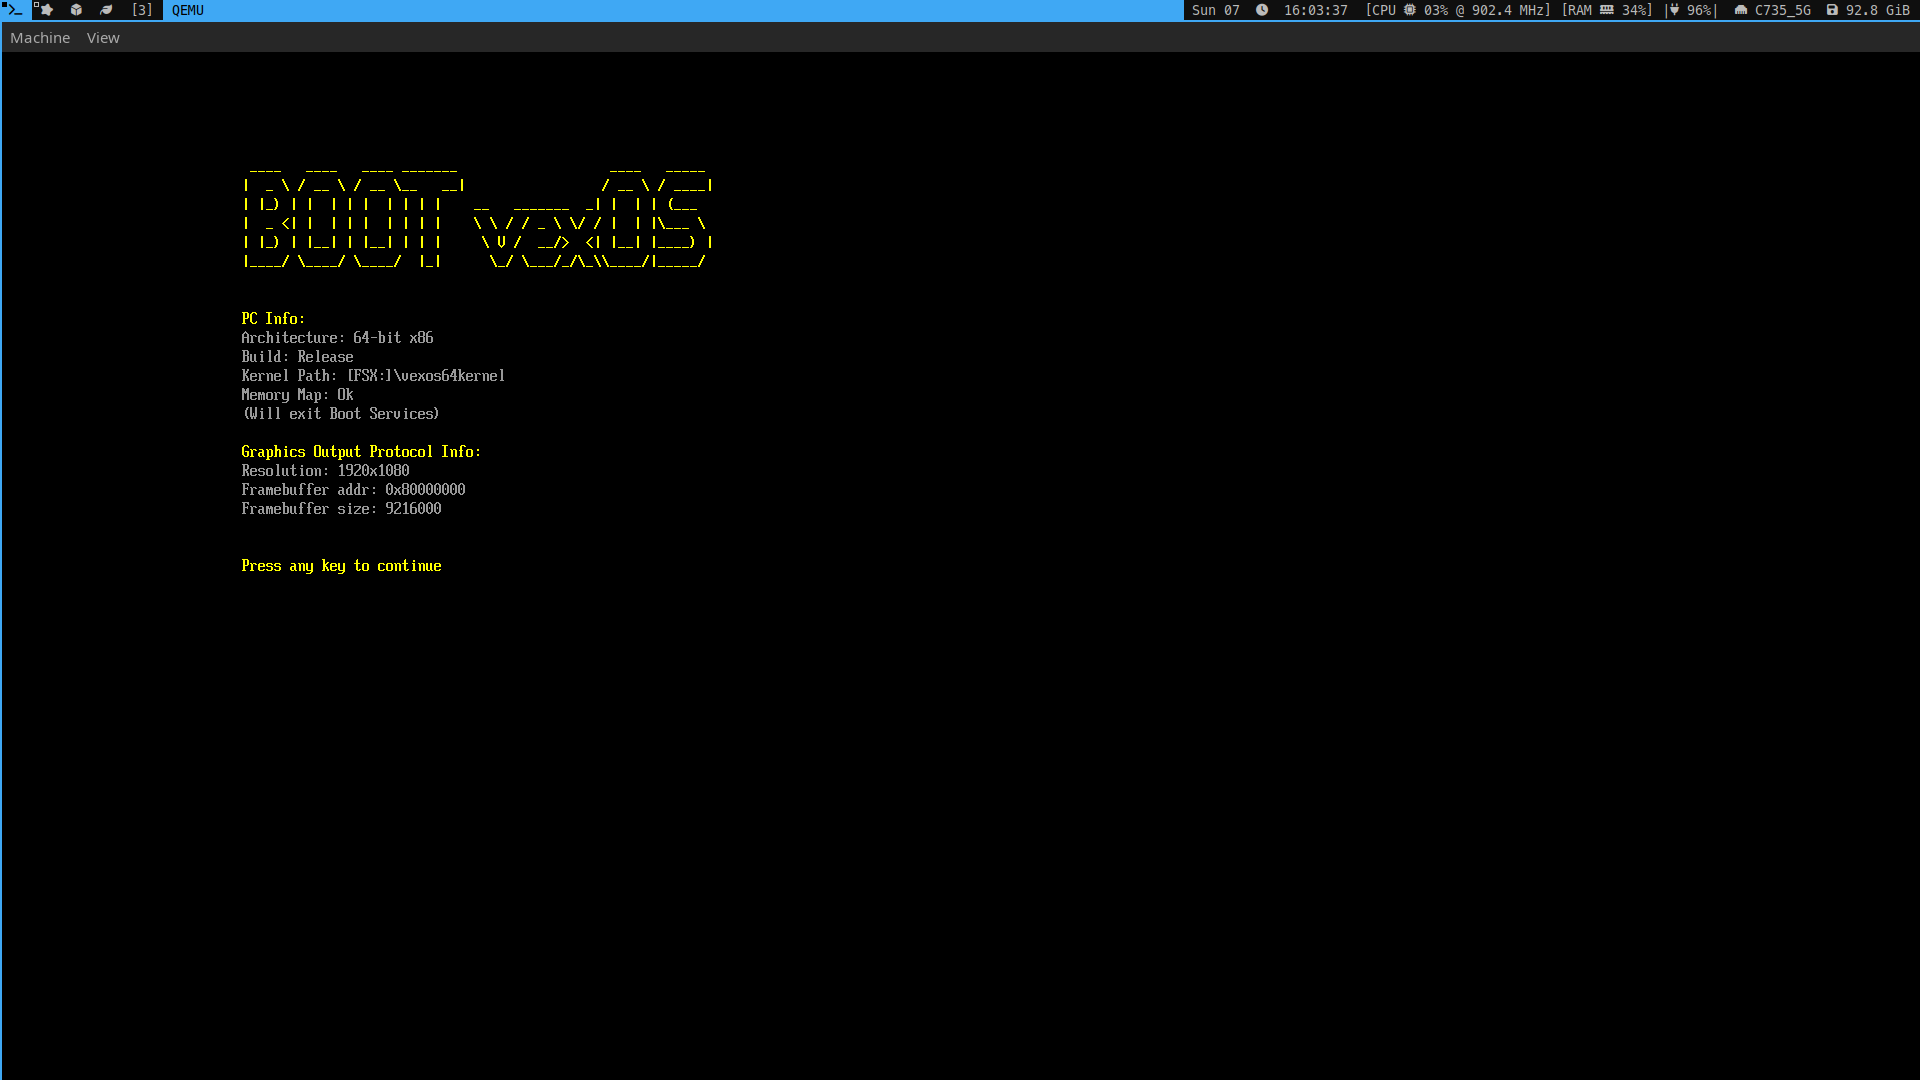 [3] QEMU Sun 07 16:03:37 [CPU 03% @ 902.4 MHz] [RAM 34%] | 96%| C735_5G 92.8 GiB
Machine View
BOOT vexOS
PC Info:
Architecture: 64-bit x86
Build: Release
Kernel Path: [FSX:]\vexos64kernel
Memory Map: Ok
(Will exit Boot Services)
Graphics Output Protocol Info:
Resolution: 1920x1080
Framebuffer addr: 0x80000000
Framebuffer size: 9216000
Press any key to continue